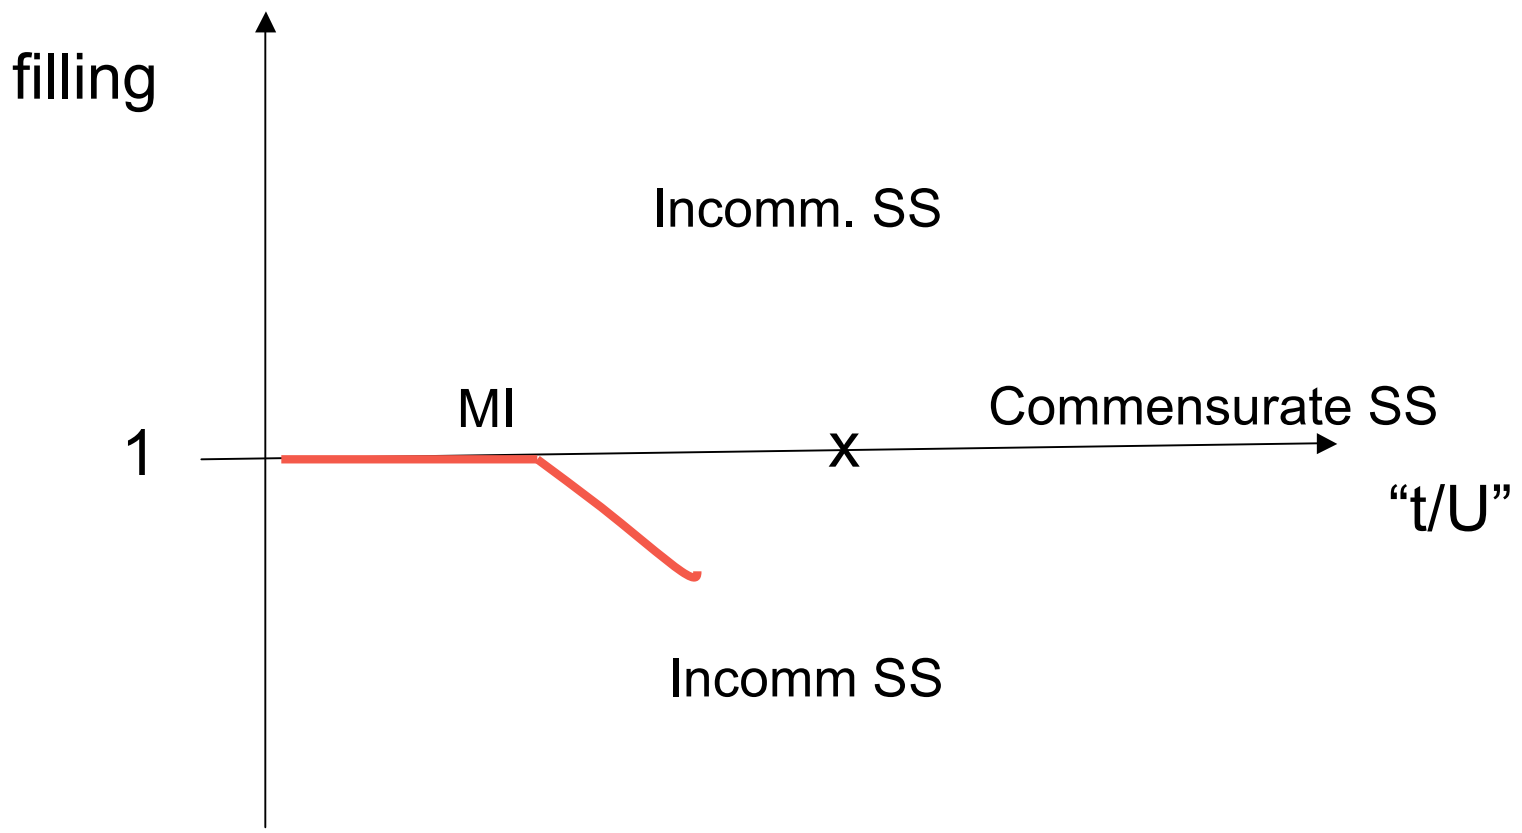 filling
Incomm. SS
MI
Commensurate SS
1
x
“t/U”
Incomm SS